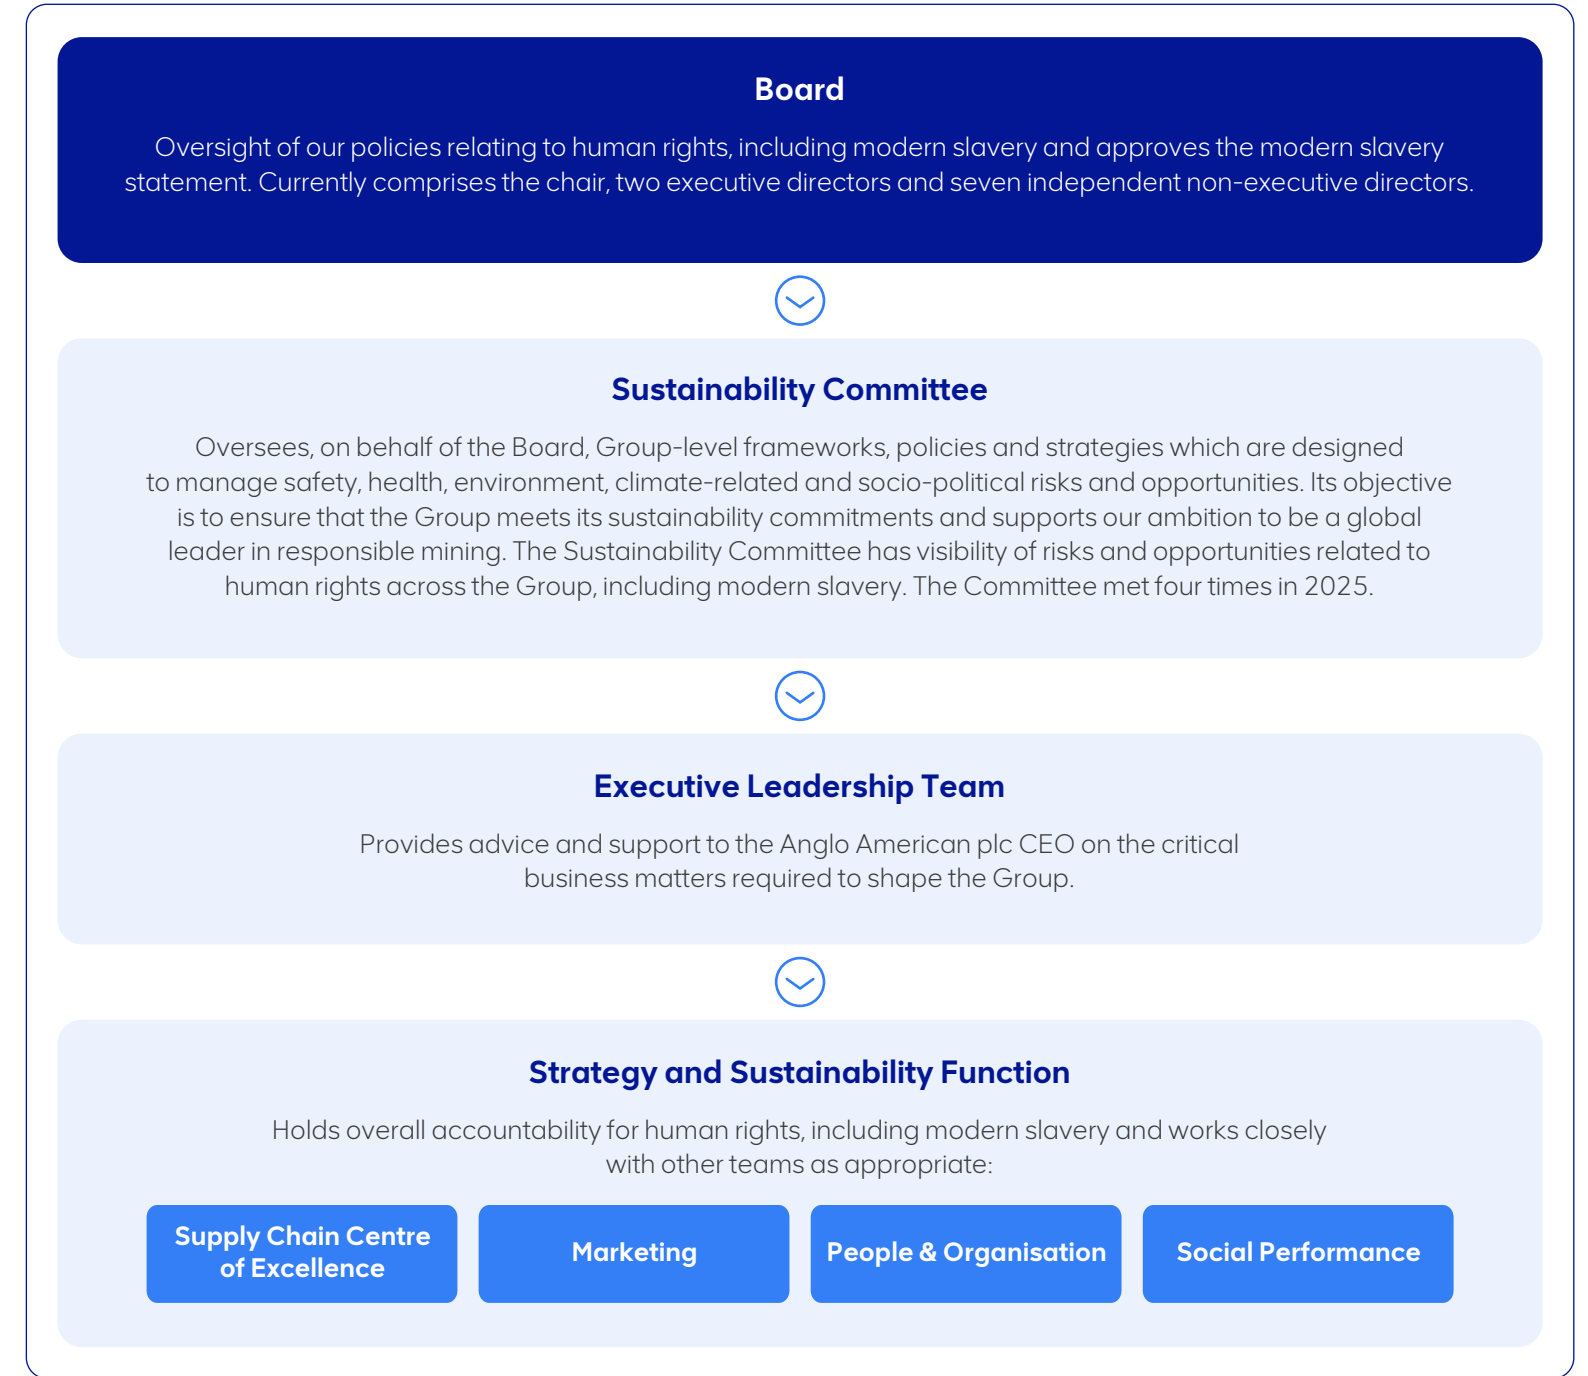 Board
Oversight of our policies relating to human rights, including modern slavery and approves the modern slavery
statement. Currently comprises the chair, two executive directors and seven independent non-executive directors.
Sustainability Committee
Oversees, on behalf of the Board, Group-level frameworks, policies and strategies which are designed
to manage safety, health, environment, climate-related and socio-political risks and opportunities. Its objective
is to ensure that the Group meets its sustainability commitments and supports our ambition to be a global
leader in responsible mining. The Sustainability Committee has visibility of risks and opportunities related to
human rights across the Group, including modern slavery. The Committee met four times in 2025.
Executive Leadership Team
Provides advice and support to the Anglo American plc CEO on the critical
business matters required to shape the Group.
Strategy and Sustainability Function
Holds overall accountability for human rights, including modern slavery and works closely
with other teams as appropriate:
Supply Chain Centre
of Excellence
Marketing
People & Organisation
Social Performance